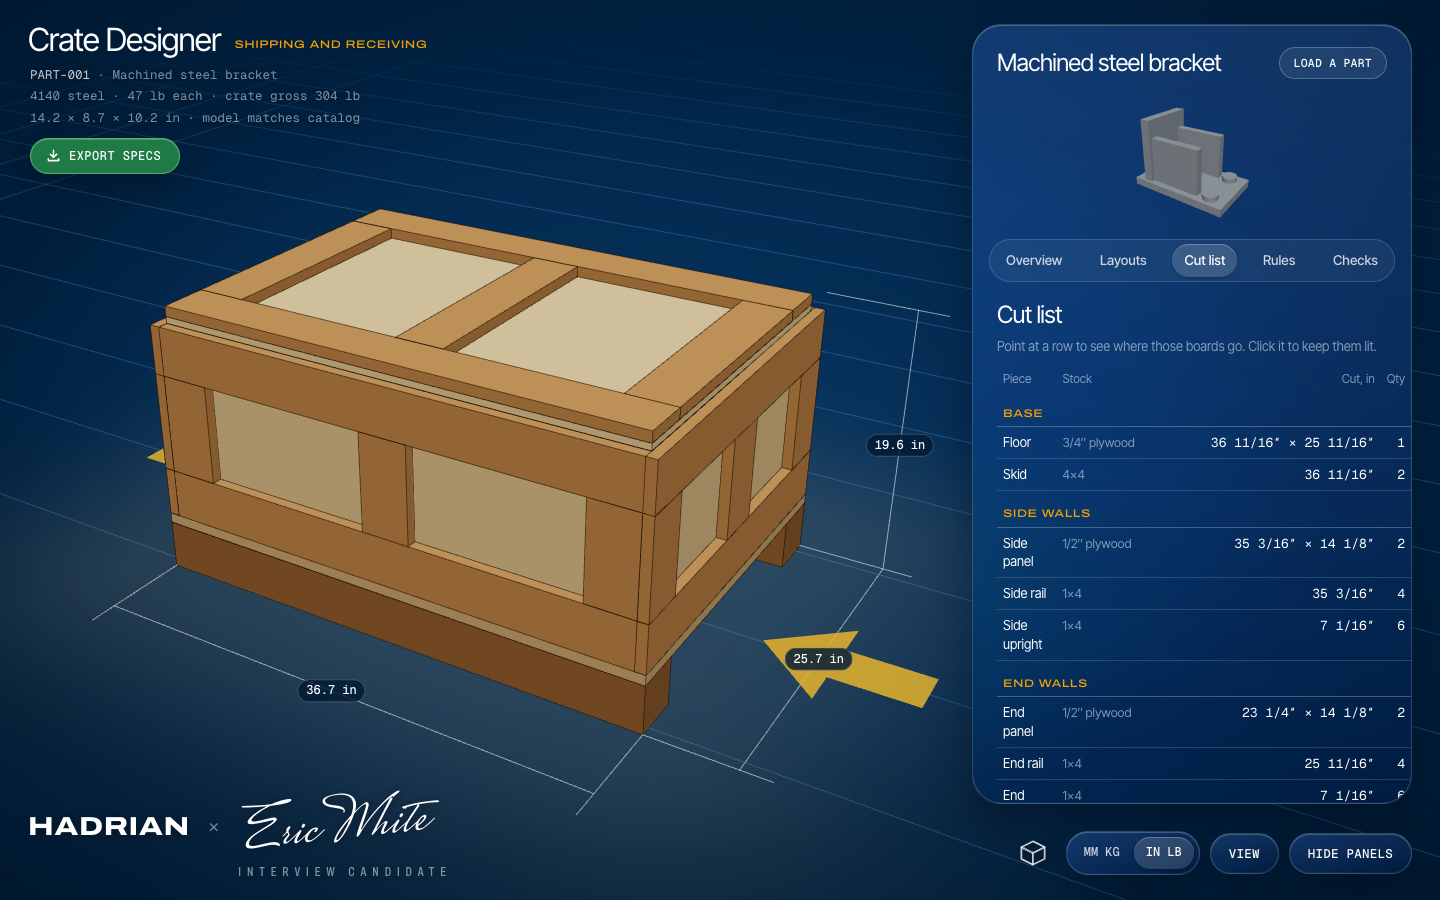 Crate Designer SHIPPING AND RECEIVING
PART-001 · Machined steel bracket
4140 steel · 47 lb each · crate gross 304 lb
14.2 × 8.7 × 10.2 in · model matches catalog
EXPORT SPECS
19.6 in
25.7 in
36.7 in
HADRIAN × Eric White
INTERVIEW CANDIDATE
Machined steel bracket LOAD A PART
Overview Layouts Cut list Rules Checks
Cut list
Point at a row to see where those boards go. Click it to keep them lit.
Piece Stock Cut, in Qty
BASE
Floor 3/4″ plywood 36 11/16″ × 25 11/16″ 1
Skid 4×4 36 11/16″ 2
SIDE WALLS
Side panel 1/2″ plywood 35 3/16″ × 14 1/8″ 2
Side rail 1×4 35 3/16″ 4
Side upright 1×4 7 1/16″ 6
END WALLS
End panel 1/2″ plywood 23 1/4″ × 14 1/8″ 2
End rail 1×4 25 11/16″ 4
End 1×4 7 1/16″ 6
MM KG IN LB VIEW HIDE PANELS